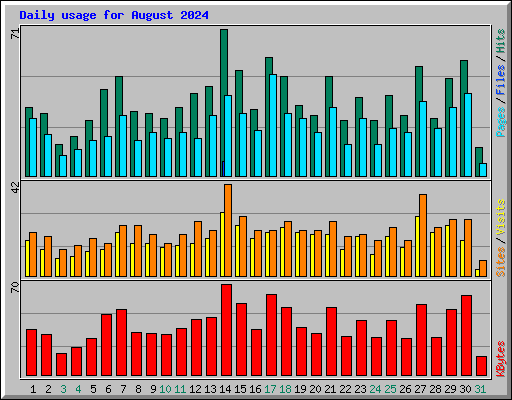 Daily usage for August 2024
71
42
70
Pages / Files / Hits
Sites / Visits
KBytes
1 2 3 4 5 6 7 8 9 10 11 12 13 14 15 16 17 18 19 20 21 22 23 24 25 26 27 28 29 30 31